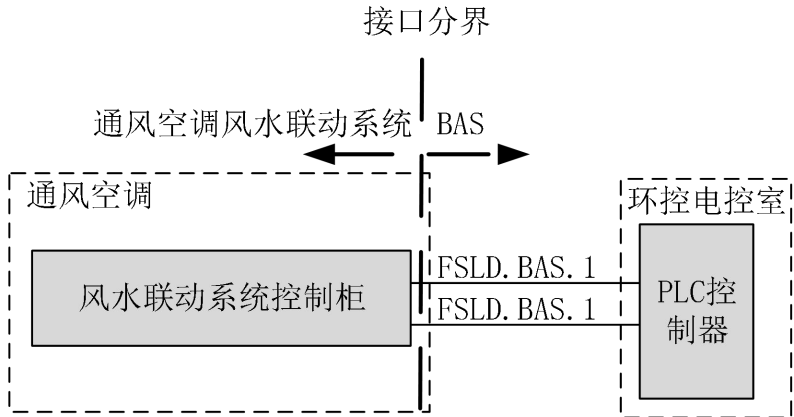 接口分界
通风空调风水联动系统 BAS
通风空调
环控电控室
风水联动系统控制柜
FSLD.BAS.1
FSLD.BAS.1
PLC控
制器